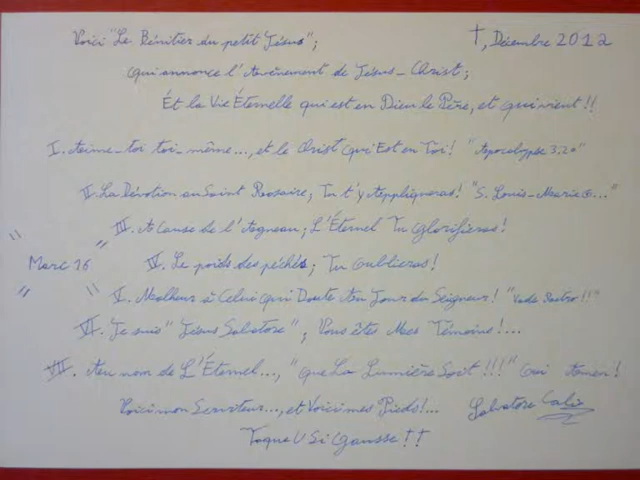 Voici "Le Bénitier du petit Jésus";
✝, Décembre 2012
qui annonce l'Avènement de Jésus-Christ;
Ét la Vie Éternelle qui est en Dieu le Père, et qui vient !!
I. Aime-toi toi-même..., et le Christ qui Est en Toi! "Apocalypse 3.20"
II. La Dévotion au Saint Rosaire; Tu t'y Appliqueras! "S. Louis-Marie G..."
III. A Cause de l'Agneau; L'Éternel Tu Glorifieras!
Marc 16
IV. Le poids des péchés; Tu oublieras!
V. Malheur à Celui qui Doute Au Jour du Seigneur! "Vade Retro!!"
VI. Je suis "Jésus Salvatore"; Vous êtes Mes Témoins!...
VII. Au nom de L'Éternel..., "que La Lumière Soit!!!" Oui Amen!
Voici mon Serviteur..., et Voici mes Pieds!...
Salvatore Cali
Si